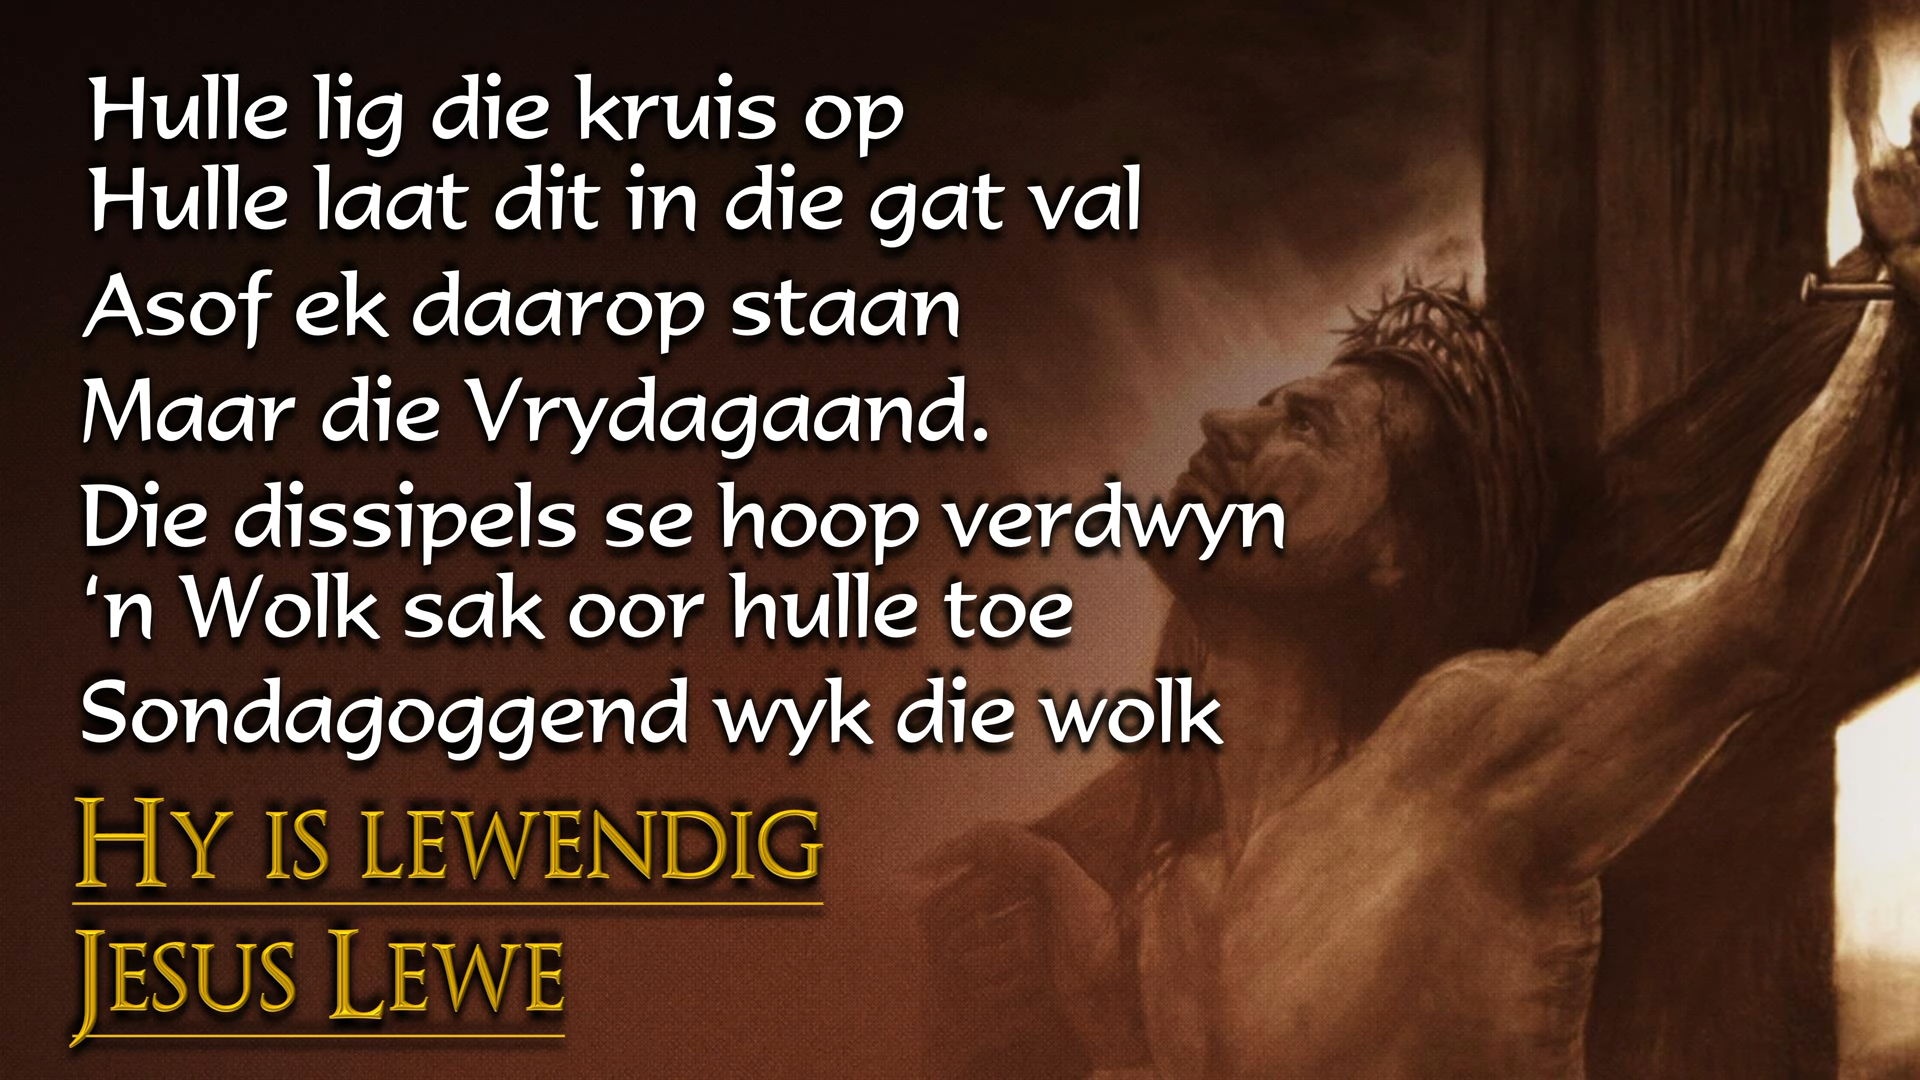 Hulle lig die kruis op
Hulle laat dit in die gat val
Asof ek daarop staan
Maar die Vrydagaand.
Die dissipels se hoop verdwyn
‘n Wolk sak oor hulle toe
Sondagoggend wyk die wolk
Hy is lewendig
Jesus Lewe